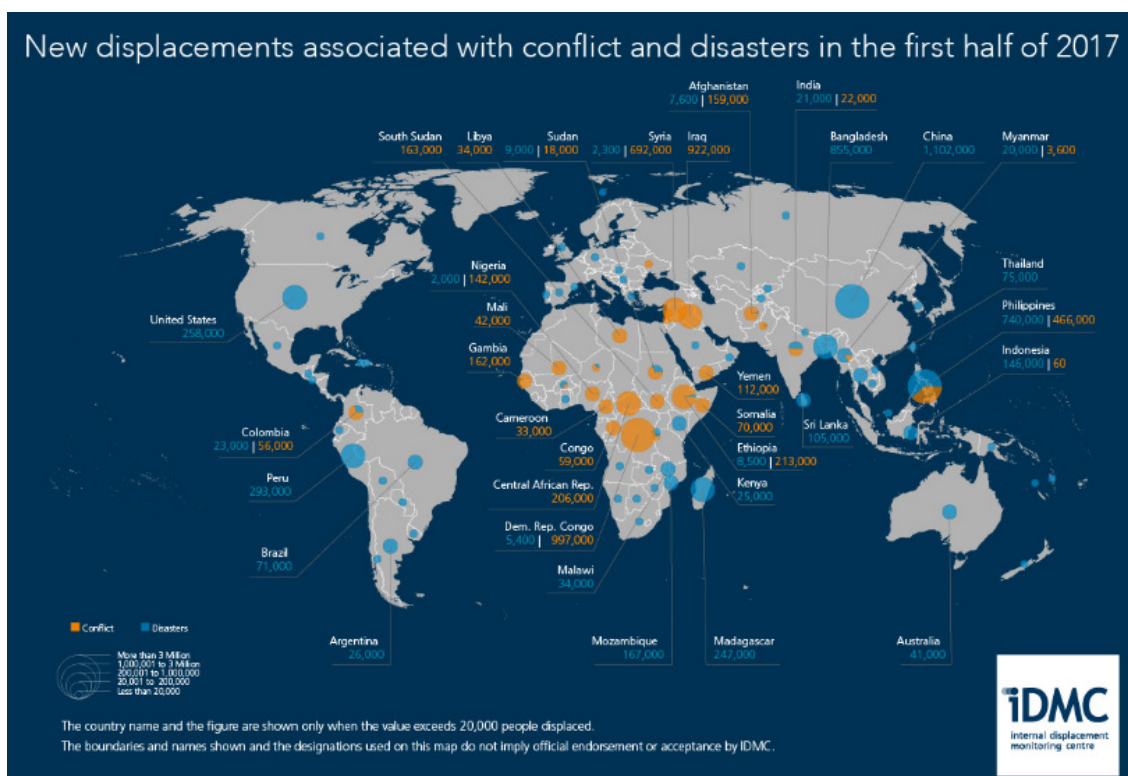 New displacements associated with conflict and disasters in the first half of 2017
Afghanistan
7,600 | 159,000
India
21,000 | 22,000
South Sudan
163,000
Libya
34,000
Sudan
9,000 | 18,000
Syria
2,300 | 692,000
Iraq
922,000
Bangladesh
855,000
China
1,102,000
Myanmar
20,000 | 3,600
Nigeria
2,000 | 142,000
Mali
42,000
Gambia
162,000
United States
258,000
Thailand
75,000
Philippines
740,000 | 466,000
Indonesia
146,000 | 60
Yemen
112,000
Somalia
70,000
Sri Lanka
105,000
Ethiopia
8,500 | 213,000
Kenya
25,000
Cameroon
33,000
Congo
59,000
Central African Rep.
206,000
Dem. Rep. Congo
5,400 | 997,000
Malawi
34,000
Colombia
23,000 | 56,000
Peru
293,000
Brazil
71,000
Argentina
26,000
Mozambique
167,000
Madagascar
247,000
Australia
41,000
Conflict
Disasters
More than 3 Million
1,000,001 to 3 Million
200,001 to 1,000,000
20,001 to 200,000
Less than 20,000
The country name and the figure are shown only when the value exceeds 20,000 people displaced.
The boundaries and names shown and the designations used on this map do not imply official endorsement or acceptance by IDMC.
iDMC
internal displacement
monitoring centre